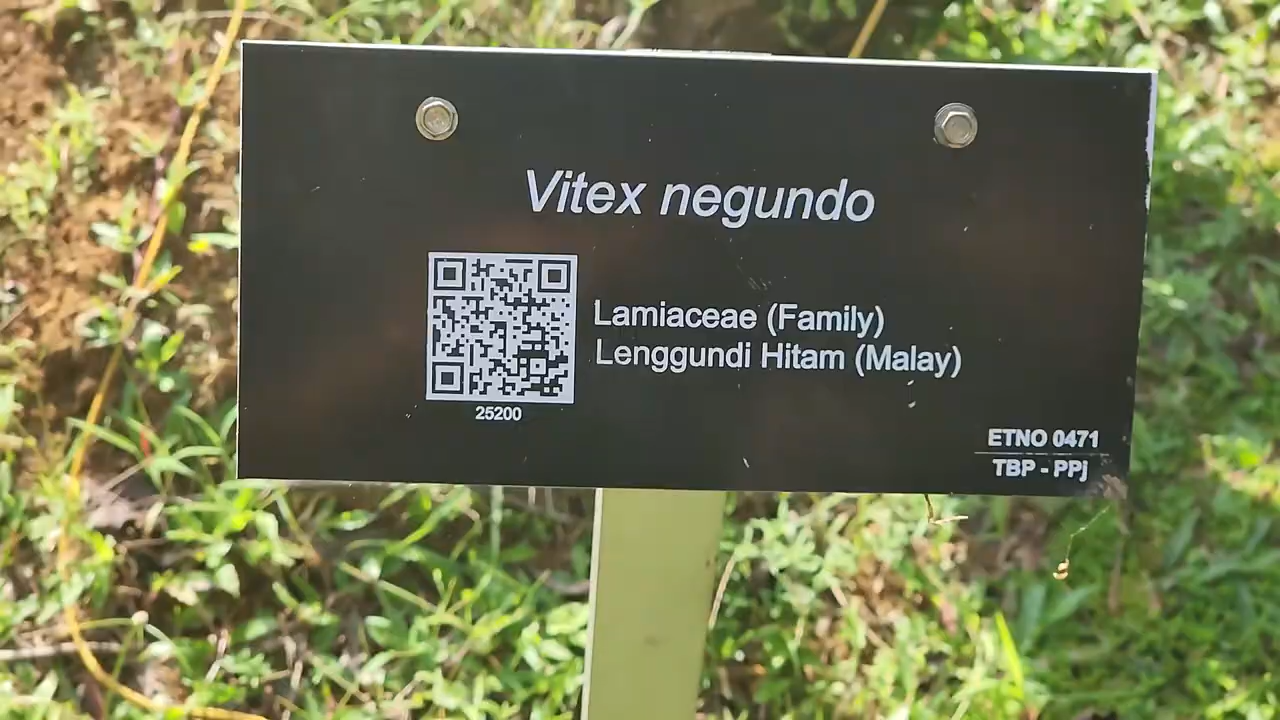 Vitex negundo
Lamiaceae (Family)
Lenggundi Hitam (Malay)
25200
ETNO 0471
TBP - PPj